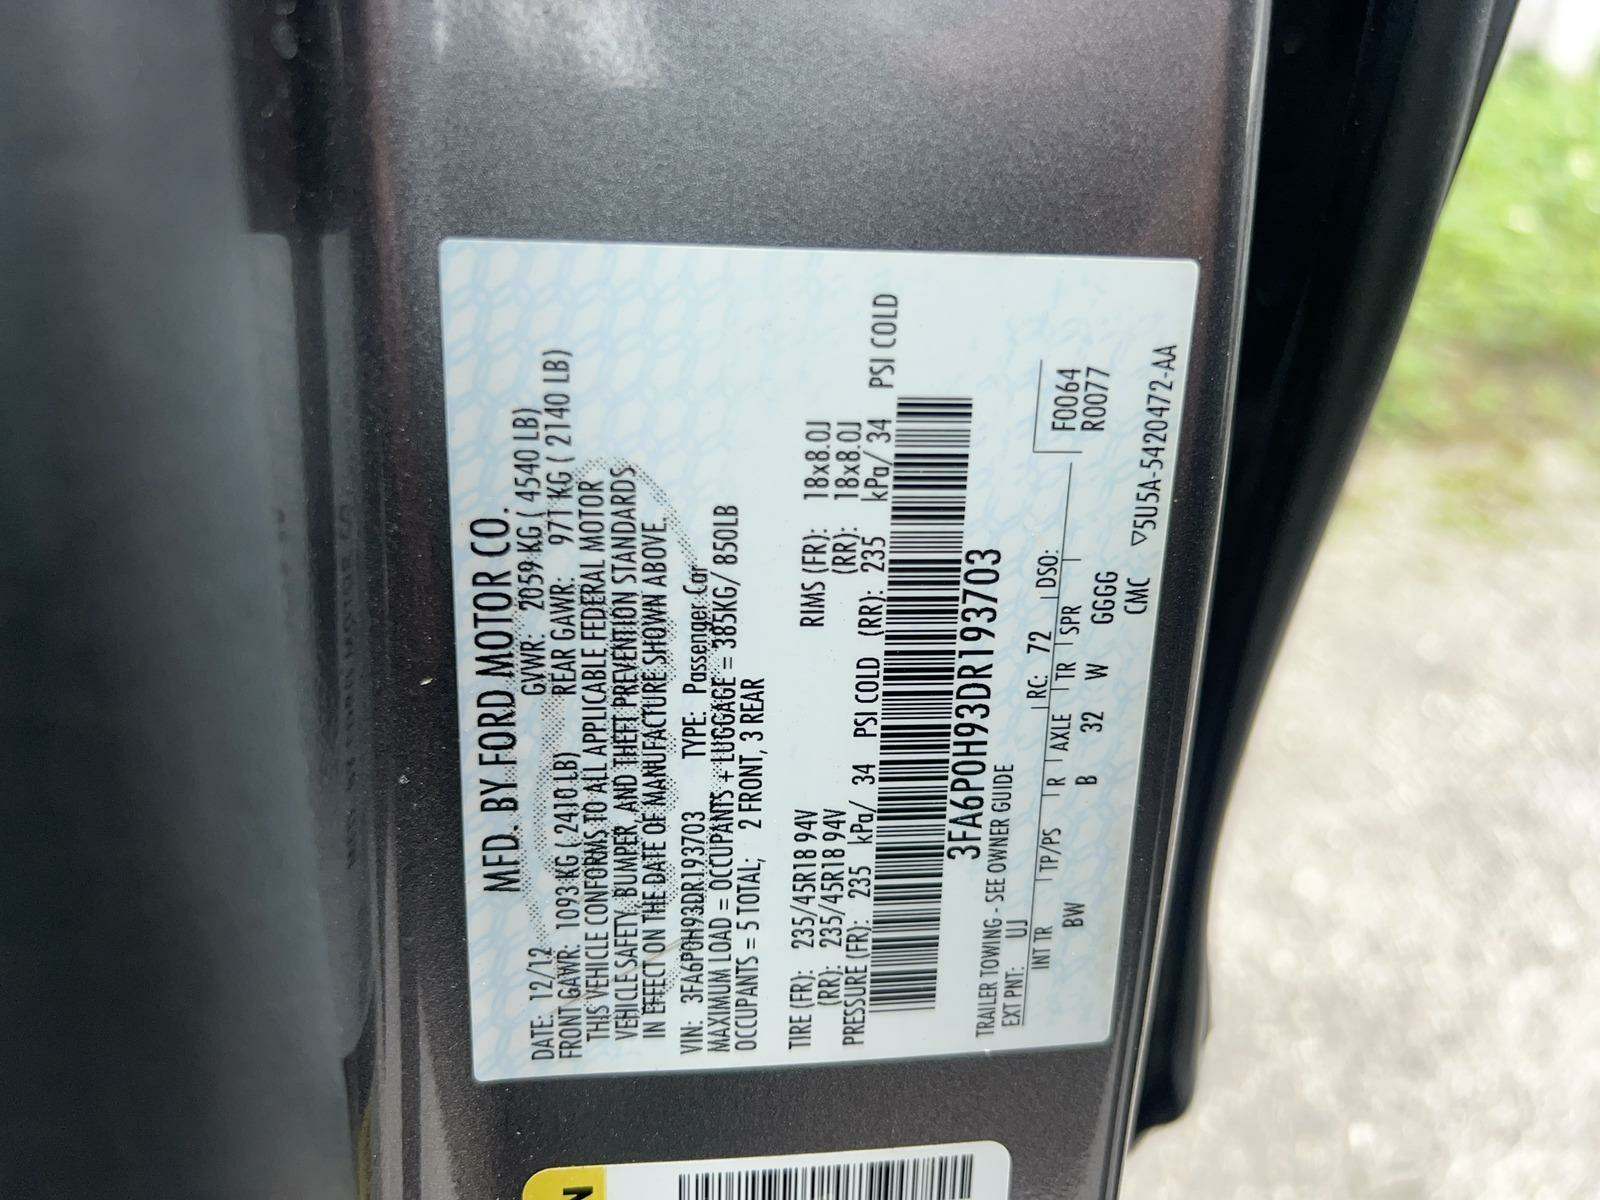 MFD. BY FORD MOTOR CO.
DATE: 12/12 GVWR: 2059 KG ( 4540 LB)
FRONT GAWR: 1093 KG ( 2410 LB) REAR GAWR: 971 KG ( 2140 LB)
THIS VEHICLE CONFORMS TO ALL APPLICABLE FEDERAL MOTOR
VEHICLE SAFETY, BUMPER, AND THEFT PREVENTION STANDARDS
IN EFFECT ON THE DATE OF MANUFACTURE SHOWN ABOVE.
VIN: 3FA6P0H93DR193703 TYPE: Passenger Car
MAXIMUM LOAD = OCCUPANTS + LUGGAGE = 385KG/ 850LB
OCCUPANTS = 5 TOTAL; 2 FRONT, 3 REAR
TIRE (FR): 235/45R18 94V RIMS (FR): 18x8.0J
(RR): 235/45R18 94V (RR): 18x8.0J
PRESSURE (FR): 235 kPa/ 34 PSI COLD (RR): 235 kPa/ 34 PSI COLD
3FA6P0H93DR193703
TRAILER TOWING - SEE OWNER GUIDE
EXT PNT: UJ RC: 72 DSO:
INT TR TP/PS R AXLE TR SPR
BW B 32 W GGGG
CMC
F0064
R0077
▽5U5A-5420472-AA
N